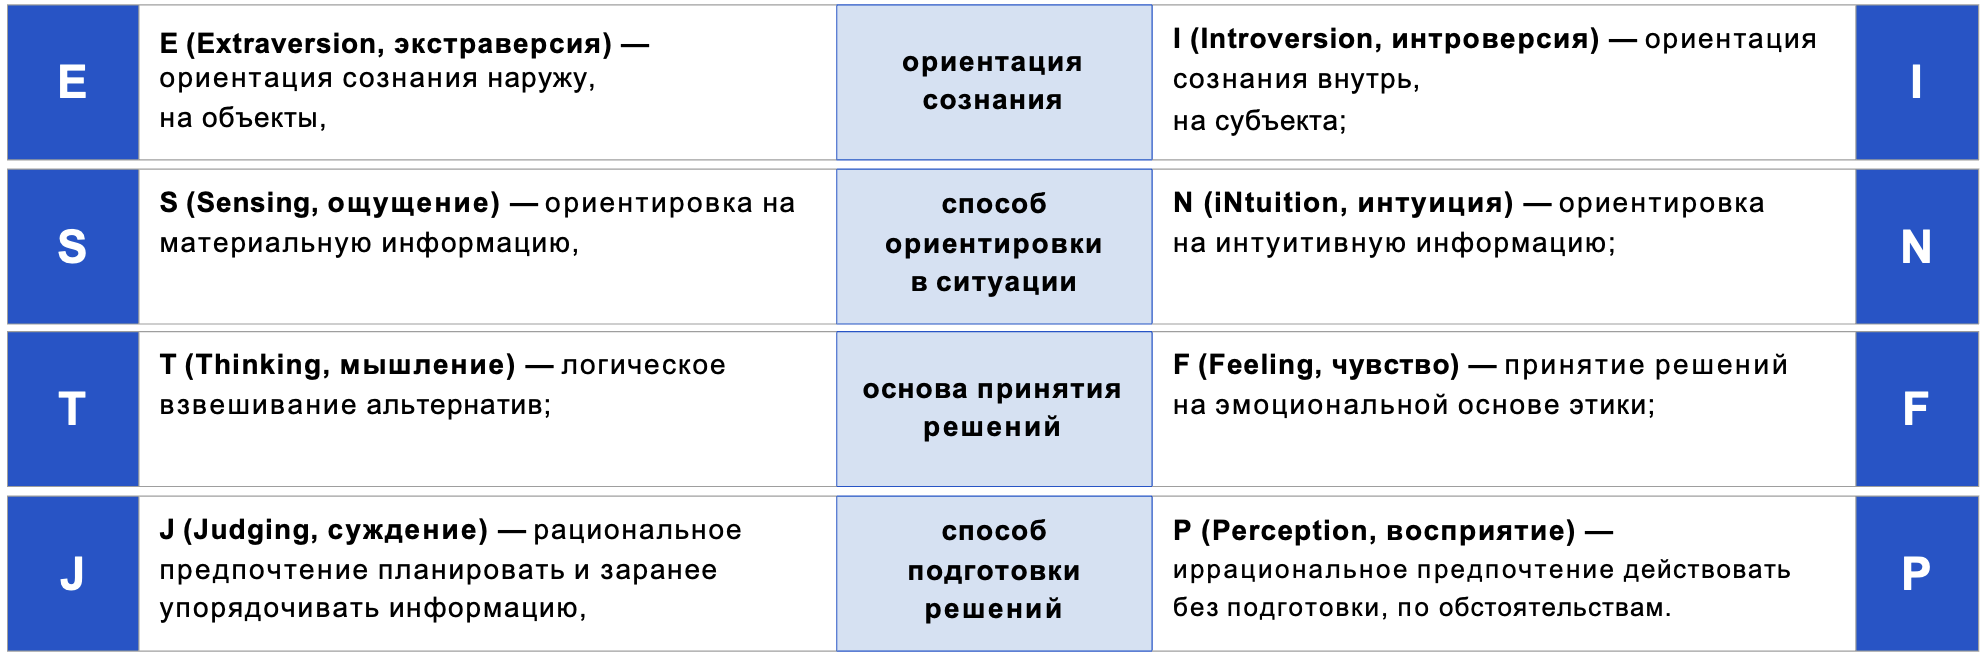 E
E (Extraversion, экстраверсия) —
ориентация сознания наружу,
на объекты,
ориентация
сознания
I (Introversion, интроверсия) — ориентация
сознания внутрь,
на субъекта;
I
S
S (Sensing, ощущение) — ориентировка на
материальную информацию,
способ
ориентировки
в ситуации
N (iNtuition, интуиция) — ориентировка
на интуитивную информацию;
N
T
T (Thinking, мышление) — логическое
взвешивание альтернатив;
основа принятия
решений
F (Feeling, чувство) — принятие решений
на эмоциональной основе этики;
F
J
J (Judging, суждение) — рациональное
предпочтение планировать и заранее
упорядочивать информацию,
способ
подготовки
решений
P (Perception, восприятие) —
иррациональное предпочтение действовать
без подготовки, по обстоятельствам.
P